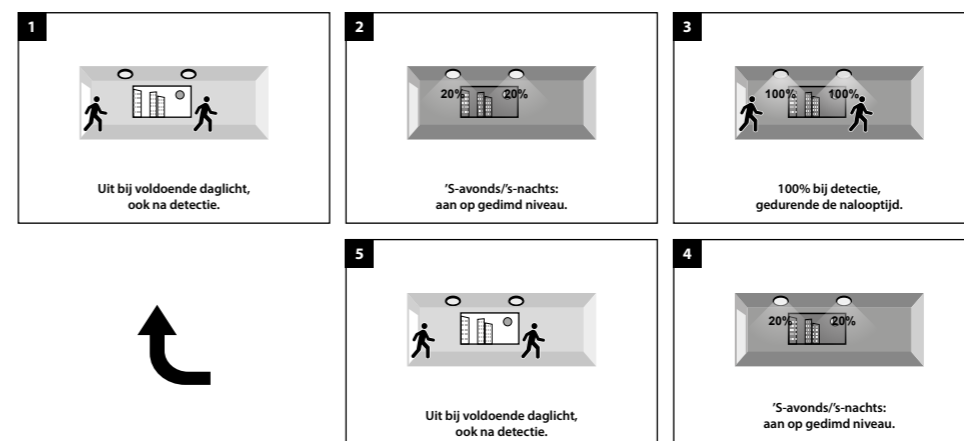 1
20% 20%
Uit bij voldoende daglicht,
ook na detectie.
2
'S-avonds/'s-nachts:
aan op gedimd niveau.
3
100% 100%
100% bij detectie,
gedurende de nalooptijd.
5
Uit bij voldoende daglicht,
ook na detectie.
4
20% 20%
'S-avonds/'s-nachts:
aan op gedimd niveau.